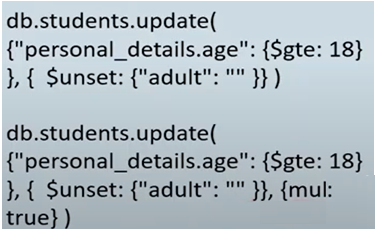 db.students.update(
{"personal_details.age": {$gte: 18}
}, {  $unset: {"adult": "" }} )
db.students.update(
{"personal_details.age": {$gte: 18}
}, {  $unset: {"adult": "" }}, {mul:
true} )